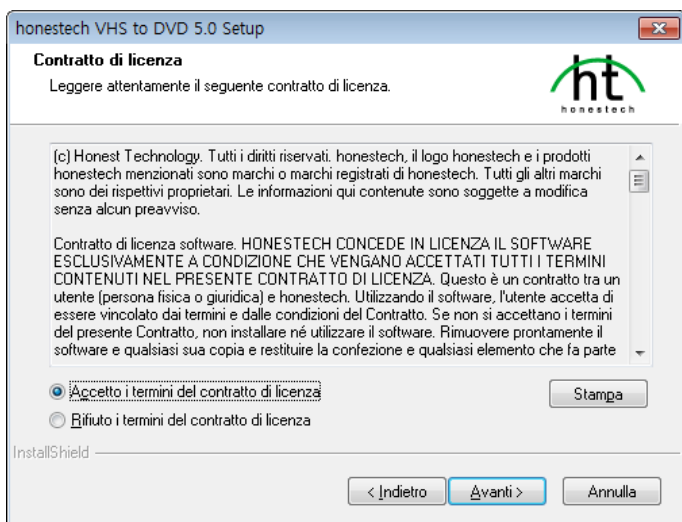 honestech VHS to DVD 5.0 Setup
Contratto di licenza
Leggere attentamente il seguente contratto di licenza.
ht
honestech
(c) Honest Technology. Tutti i diritti riservati. honestech, il logo honestech e i prodotti
honestech menzionati sono marchi o marchi registrati di honestech. Tutti gli altri marchi
sono dei rispettivi proprietari. Le informazioni qui contenute sono soggette a modifica
senza alcun preavviso.
Contratto di licenza software. HONESTECH CONCEDE IN LICENZA IL SOFTWARE
ESCLUSIVAMENTE A CONDIZIONE CHE VENGANO ACCETTATI TUTTI I TERMINI
CONTENUTI NEL PRESENTE CONTRATTO DI LICENZA. Questo è un contratto tra un
utente (persona fisica o giuridica) e honestech. Utilizzando il software, l'utente accetta di
essere vincolato dai termini e dalle condizioni del Contratto. Se non si accettano i termini
del presente Contratto, non installare né utilizzare il software. Rimuovere prontamente il
software e qualsiasi sua copia e restituire la confezione e qualsiasi elemento che fa parte
Accetto i termini del contratto di licenza
Stampa
Rifiuto i termini del contratto di licenza
InstallShield
< Indietro
Avanti >
Annulla